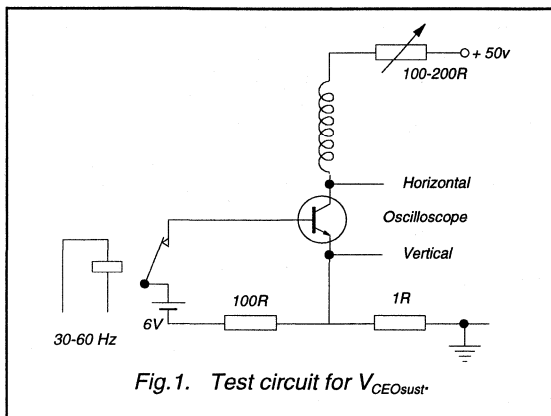 + 50v
100-200R
Horizontal
Oscilloscope
Vertical
100R
1R
6V
30-60 Hz
Fig.1. Test circuit for VCEOsust.